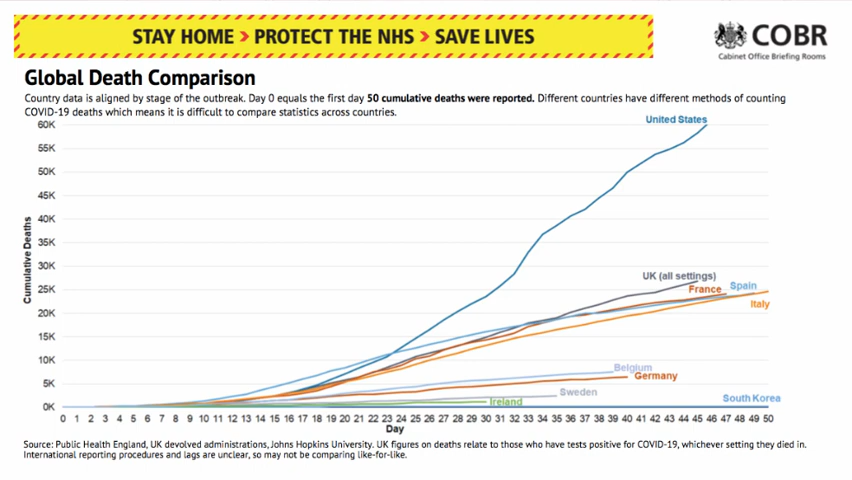 STAY HOME > PROTECT THE NHS > SAVE LIVES
COBR
Cabinet Office Briefing Rooms
Global Death Comparison
Country data is aligned by stage of the outbreak. Day 0 equals the first day 50 cumulative deaths were reported. Different countries have different methods of counting
COVID-19 deaths which means it is difficult to compare statistics across countries.
60K
United States
55K
50K
45K
40K
35K
30K
25K
20K
15K
10K
5K
0K
Cumulative Deaths
UK (all settings)
France
Spain
Italy
Belgium
Germany
Sweden
Ireland
South Korea
0 1 2 3 4 5 6 7 8 9 10 11 12 13 14 15 16 17 18 19 20 21 22 23 24 25 26 27 28 29 30 31 32 33 34 35 36 37 38 39 40 41 42 43 44 45 46 47 48 49 50
Day
Source: Public Health England, UK devolved administrations, Johns Hopkins University. UK figures on deaths relate to those who have tests positive for COVID-19, whichever setting they died in.
International reporting procedures and lags are unclear, so may not be comparing like-for-like.